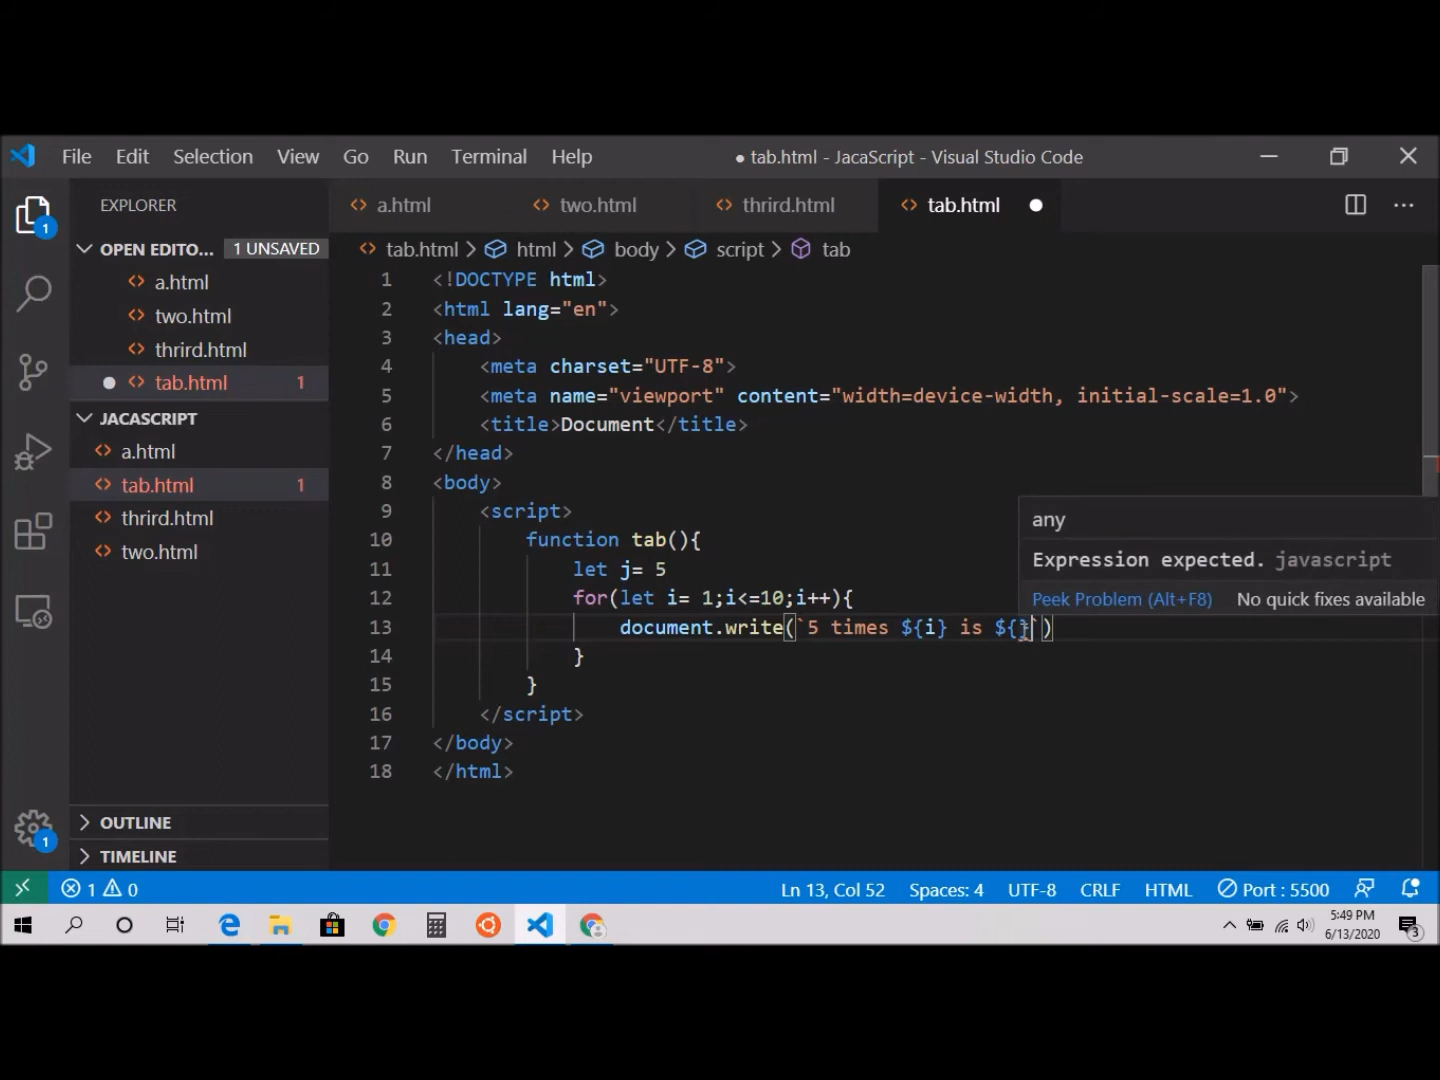 File Edit Selection View Go Run Terminal Help ● tab.html - JacaScript - Visual Studio Code
EXPLORER
a.html two.html thrird.html tab.html
OPEN EDITO... 1 UNSAVED
tab.html > html > body > script > tab
a.html
two.html
thrird.html
tab.html 1
JACASCRIPT
a.html
tab.html 1
thrird.html
two.html
OUTLINE
TIMELINE
1 <!DOCTYPE html>
2 <html lang="en">
3 <head>
4 <meta charset="UTF-8">
5 <meta name="viewport" content="width=device-width, initial-scale=1.0">
6 <title>Document</title>
7 </head>
8 <body>
9 <script>
10 function tab(){
11 let j= 5
12 for(let i= 1;i<=10;i++){
13 document.write(`5 times ${i} is ${}`)
14 }
15 }
16 </script>
17 </body>
18 </html>
any
Expression expected. javascript
Peek Problem (Alt+F8) No quick fixes available
1
1
1 0 Ln 13, Col 52 Spaces: 4 UTF-8 CRLF HTML Port : 5500
5:49 PM
6/13/2020
3